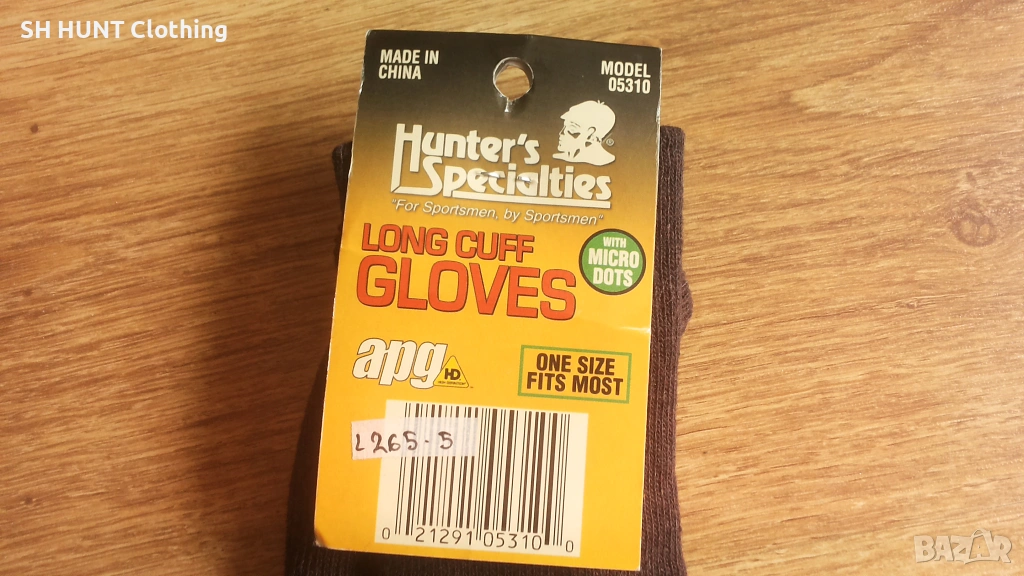 SH HUNT Clothing
MADE IN
CHINA
MODEL
05310
Hunter's
Specialties
"For Sportsmen, by Sportsmen"
LONG CUFF
GLOVES
WITH
MICRO
DOTS
apg
HD
ONE SIZE
FITS MOST
L265-5
0 21291 05310 0
BAZAR